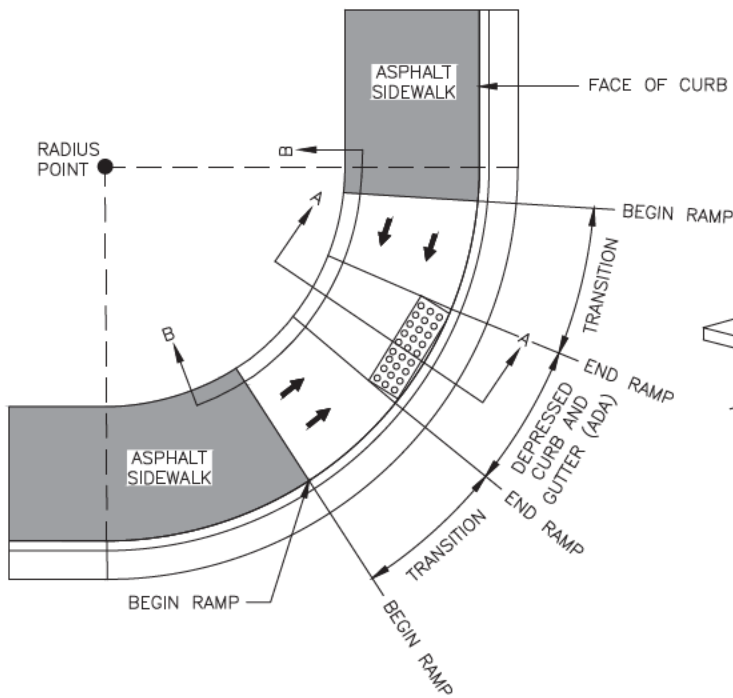 ASPHALT
SIDEWALK
FACE OF CURB
RADIUS
POINT
B
A
BEGIN RAMP
TRANSITION
B
A
END RAMP
DEPRESSED
CURB AND
GUTTER (ADA)
ASPHALT
SIDEWALK
END RAMP
TRANSITION
BEGIN RAMP
BEGIN RAMP